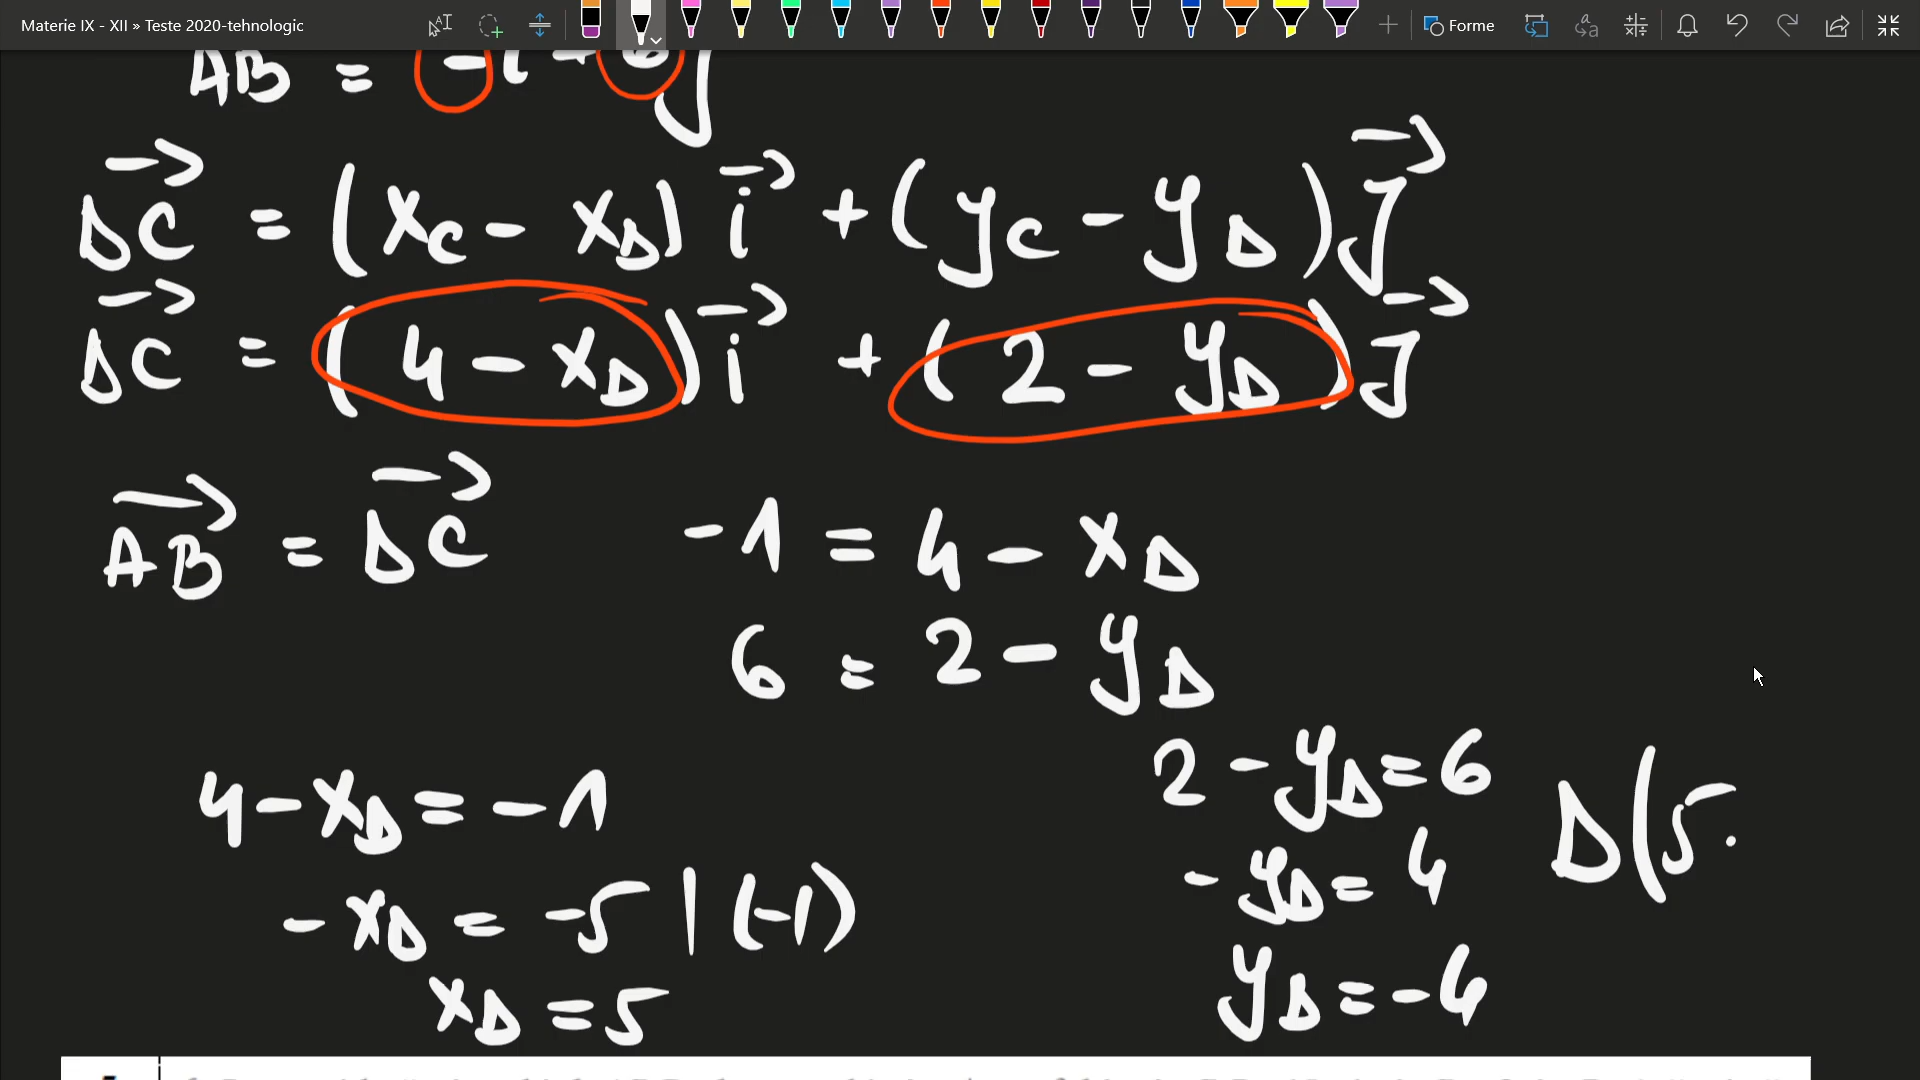 Materie IX - XII » Teste 2020-tehnologic
Forme
AB = -i + 6j
DC = (xC - xD) i + (yC - yD) j
DC = (4 - xD) i + (2 - yD) j
AB = DC
-1 = 4 - xD
6 = 2 - yD
4 - xD = -1
-xD = -5 | (-1)
xD = 5
2 - yD = 6
-yD = 4
yD = -4
D(5.